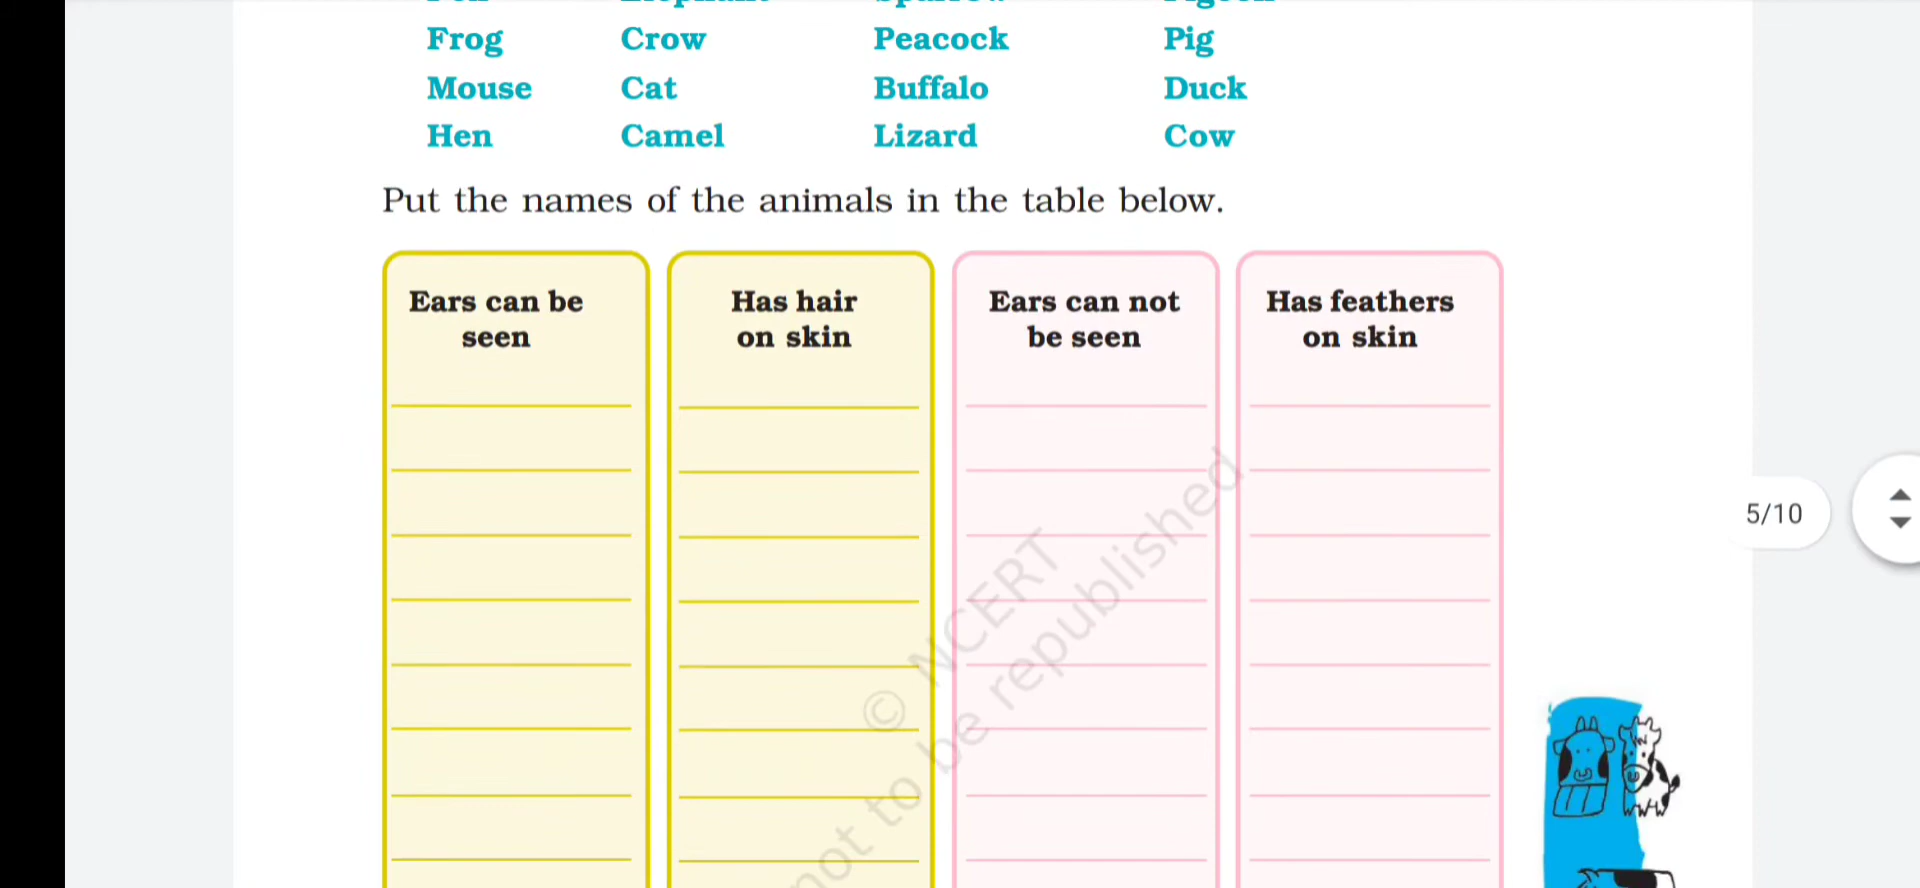 Frog Crow Peacock Pig
Mouse Cat Buffalo Duck
Hen Camel Lizard Cow
Put the names of the animals in the table below.
Ears can be
seen
Has hair
on skin
Ears can not
be seen
Has feathers
on skin
© NCERT
not to be republished
5/10